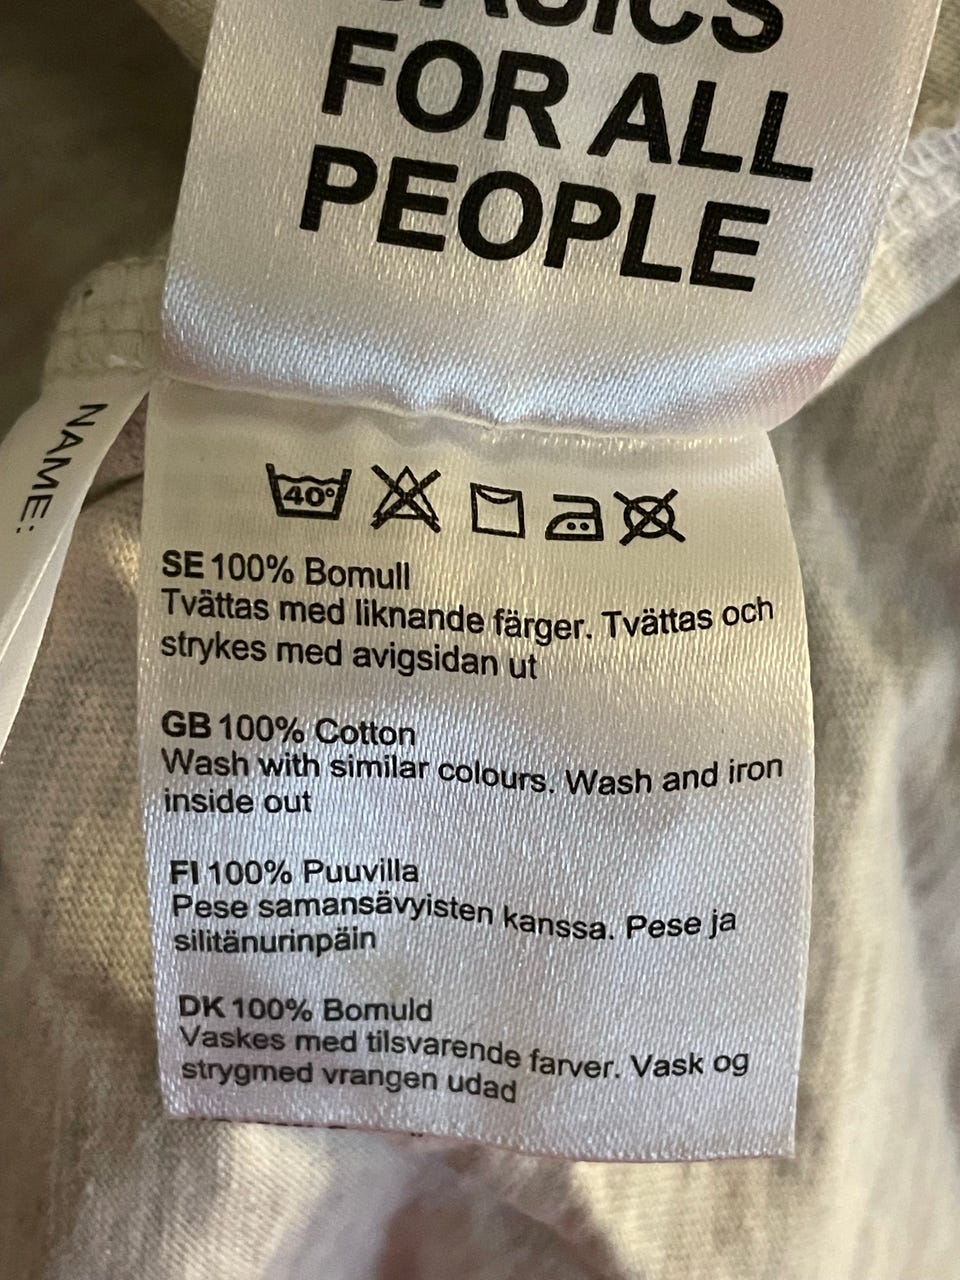 BASICS
FOR ALL
PEOPLE
NAME:
40°
SE 100% Bomull
Tvättas med liknande färger. Tvättas och
strykes med avigsidan ut
GB 100% Cotton
Wash with similar colours. Wash and iron
inside out
FI 100% Puuvilla
Pese samansävyisten kanssa. Pese ja
silitänurinpäin
DK 100% Bomuld
Vaskes med tilsvarende farver. Vask og
strygmed vrangen udad